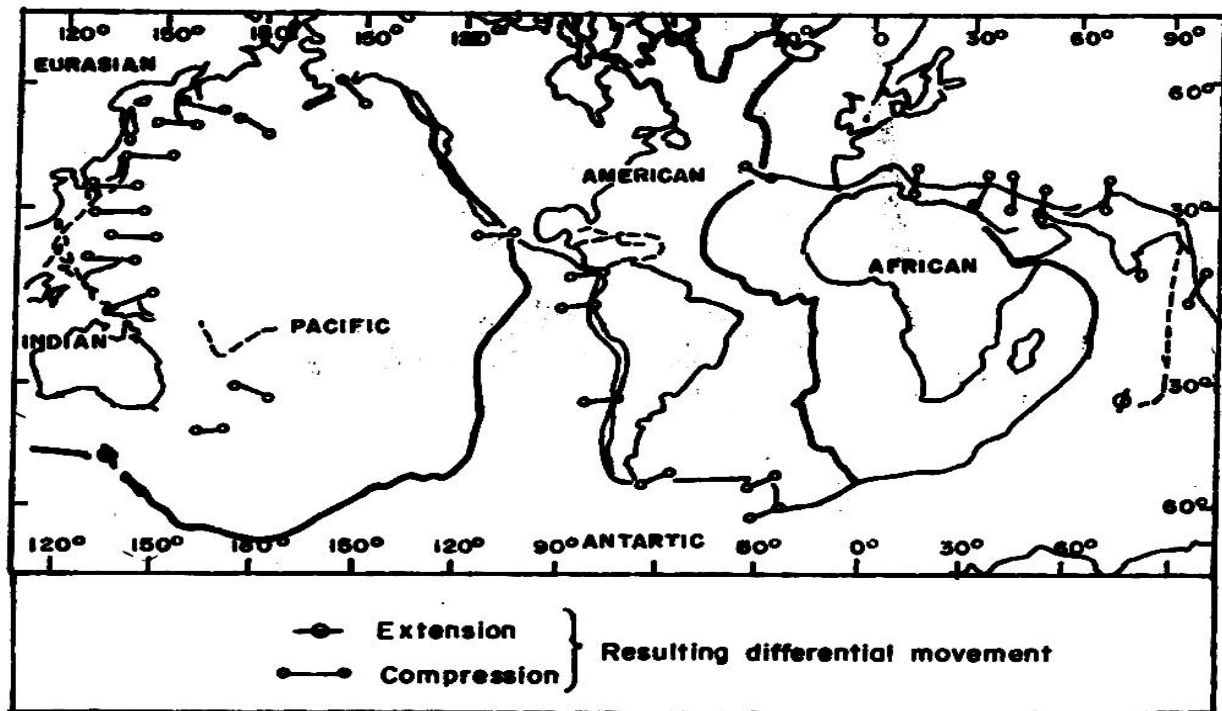 120° 150° 180° 150° 120° 0 30° 60° 90°
EURASIAN
60°
AMERICAN
30°
AFRICAN
PACIFIC
INDIAN
30°
60°
120° 150° 180° 150° 120° 90° ANTARTIC 0° 30° 60°
Extension
Compression
Resulting differential movement